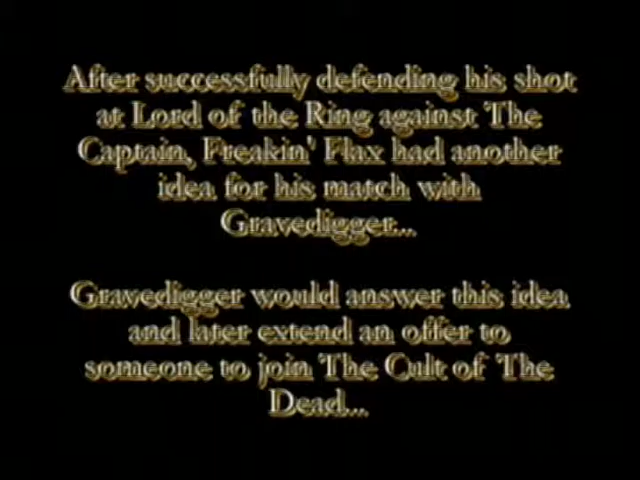 After successfully defending his shot
at Lord of the Ring against The
Captain, Freakin' Flax had another
idea for his match with
Gravedigger...
Gravedigger would answer this idea
and later extend an offer to
someone to join The Cult of The
Dead...